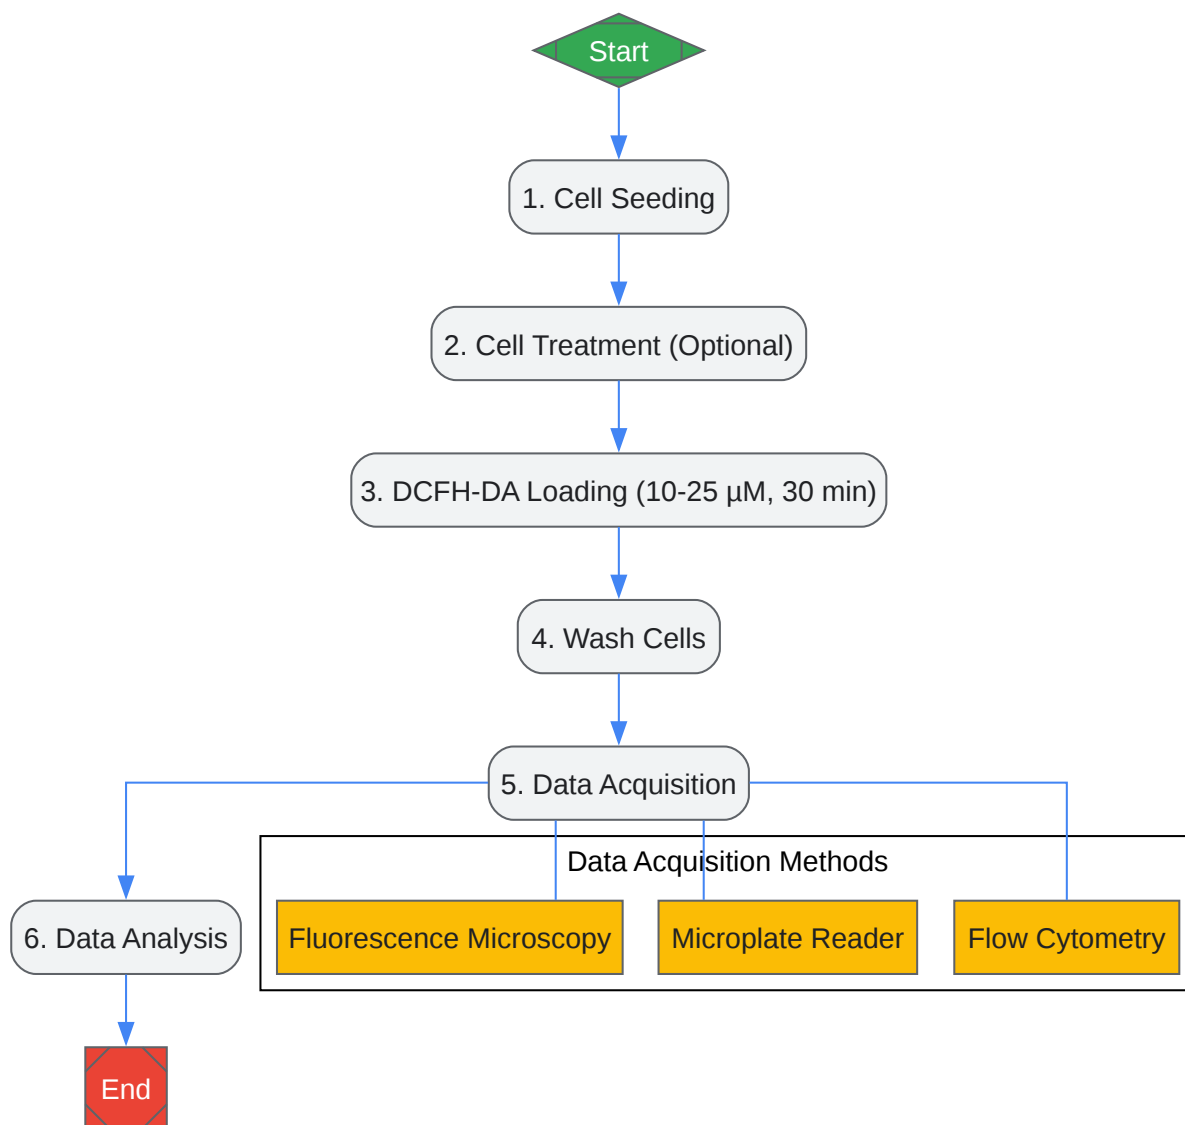 Start
1. Cell Seeding
2. Cell Treatment (Optional)
3. DCFH-DA Loading (10-25 µM, 30 min)
4. Wash Cells
5. Data Acquisition
Data Acquisition Methods
6. Data Analysis
Fluorescence Microscopy
Microplate Reader
Flow Cytometry
End